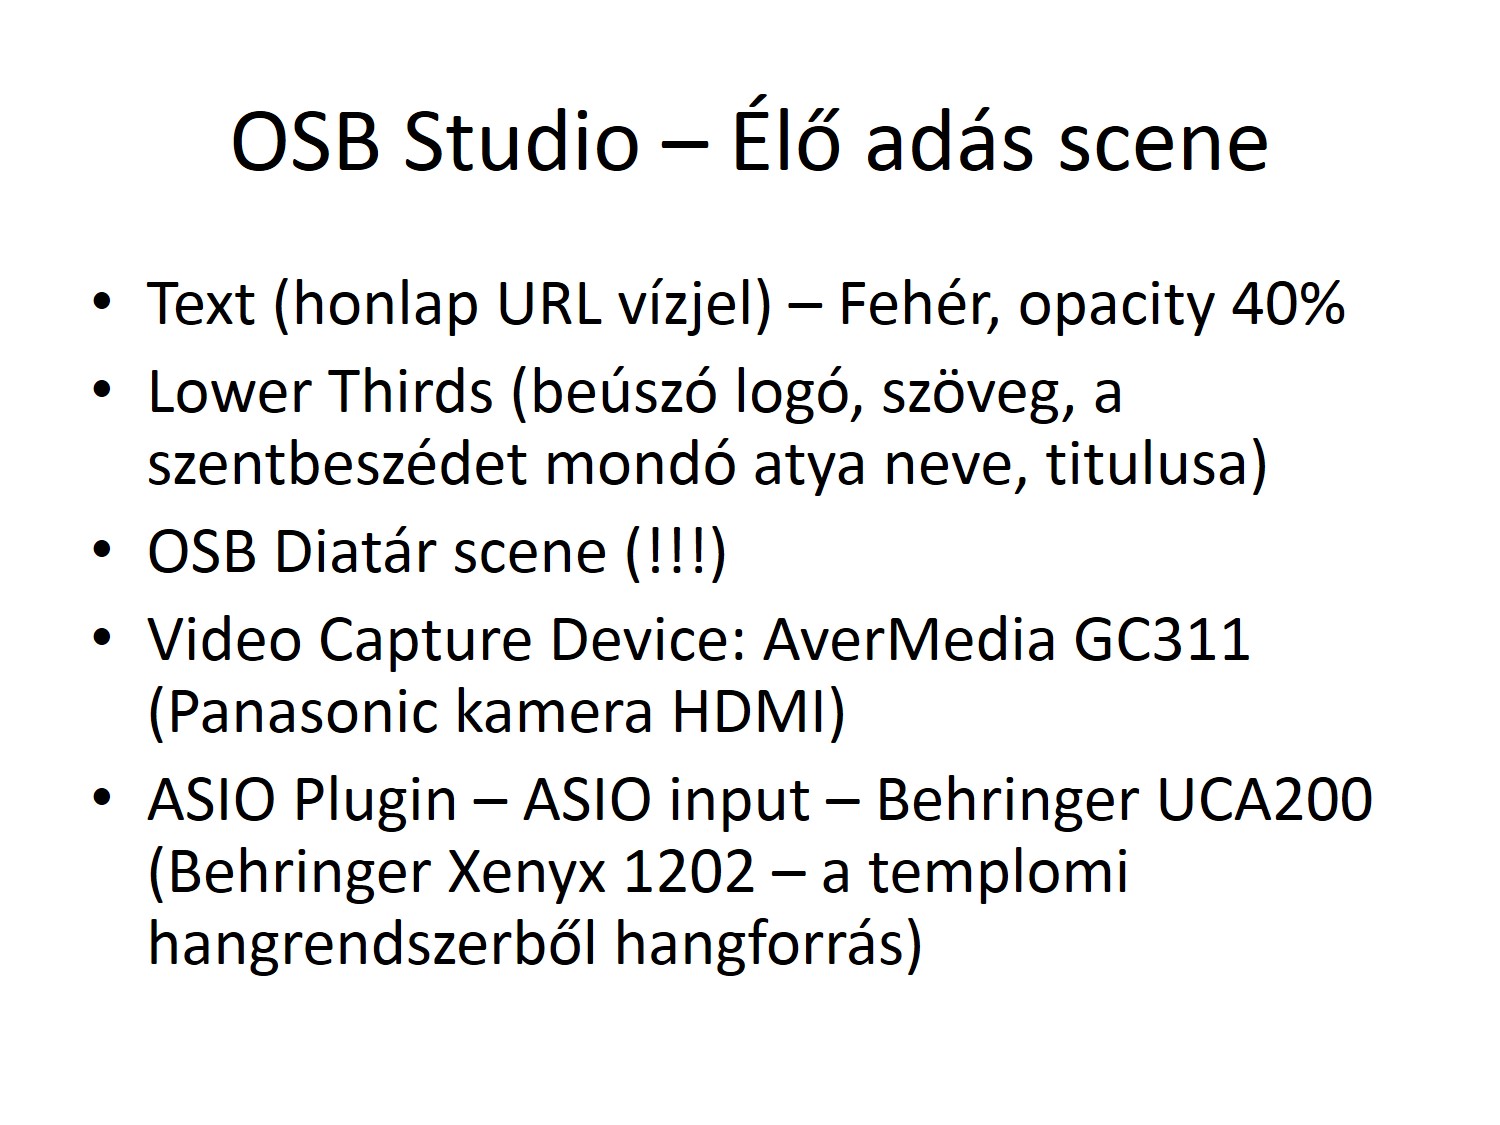 OSB Studio – Élő adás scene
• Text (honlap URL vízjel) – Fehér, opacity 40%
• Lower Thirds (beúszó logó, szöveg, a
szentbeszédet mondó atya neve, titulusa)
• OSB Diatár scene (!!!)
• Video Capture Device: AverMedia GC311
(Panasonic kamera HDMI)
• ASIO Plugin – ASIO input – Behringer UCA200
(Behringer Xenyx 1202 – a templomi
hangrendszerből hangforrás)